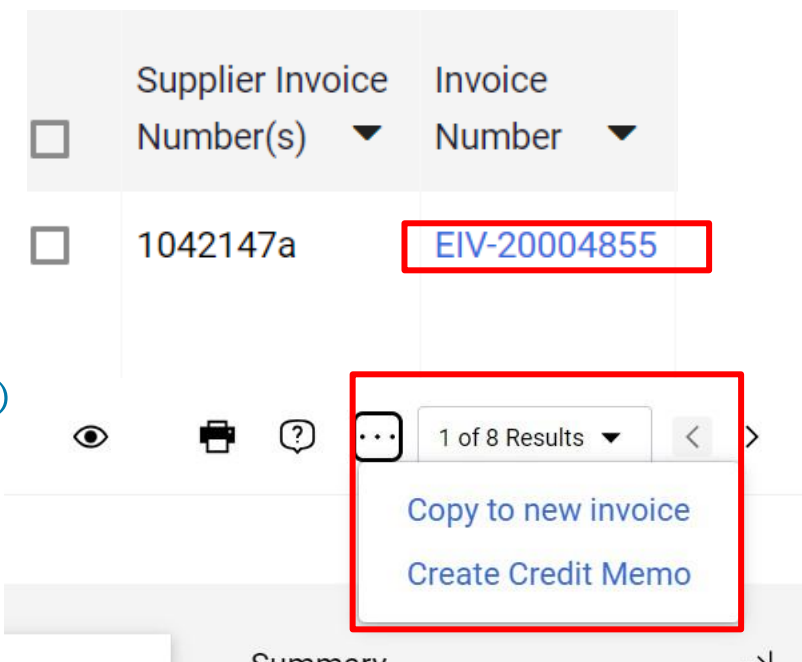 Supplier Invoice Number(s)
Invoice Number
1042147a
EIV-20004855
1 of 8 Results
Copy to new invoice
Create Credit Memo
Summary